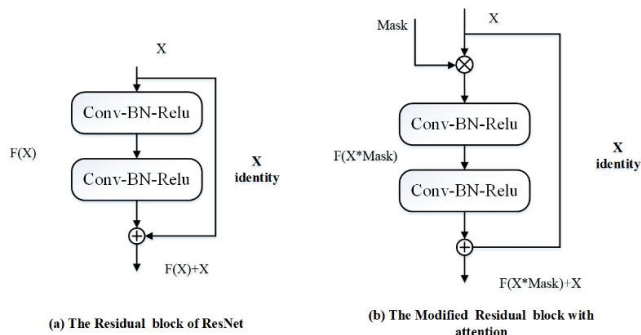 X
Conv-BN-Relu
F(X)
Conv-BN-Relu
X
identity
F(X)+X
(a) The Residual block of ResNet
Mask
X
Conv-BN-Relu
F(X*Mask)
Conv-BN-Relu
X
identity
F(X*Mask)+X
(b) The Modified Residual block with
attention